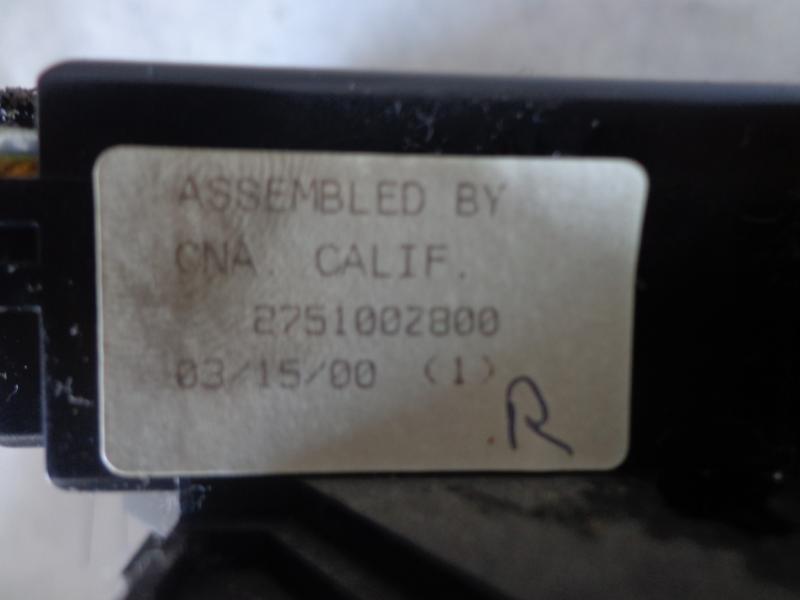 ASSEMBLED BY
CNA. CALIF.
2751002800
03/15/00 (1)
R